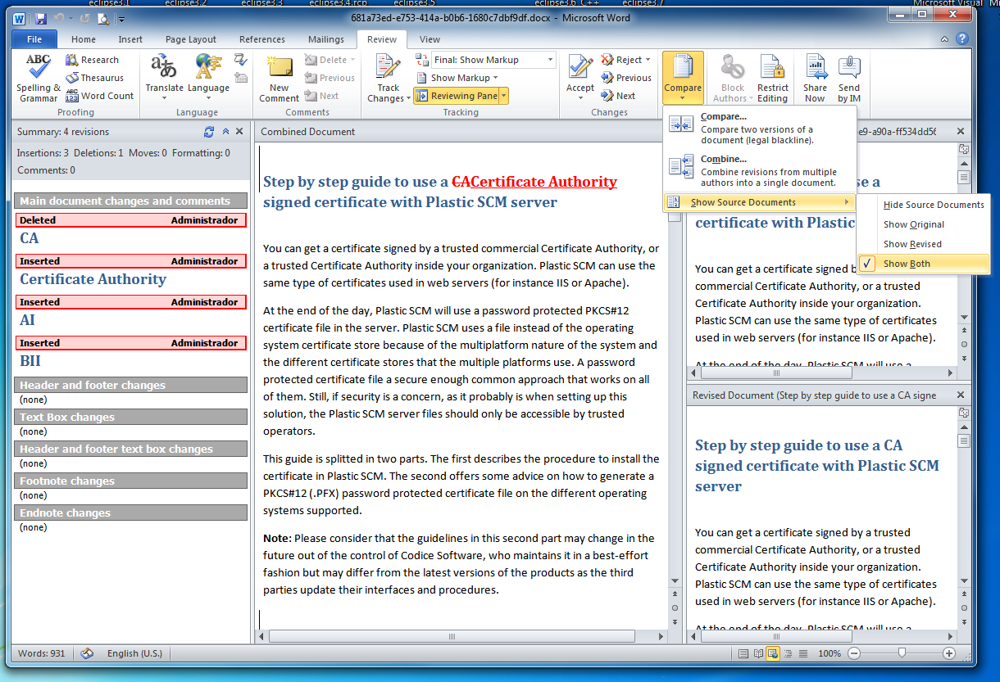 eclipse3.1 eclipse3.2 eclipse3.3 eclipse3.4.rcp eclipse3.5 eclipse3.6 C++ eclipse3.7 Microsoft Visual
681a73ed-e753-414a-b0b6-1680c7dbf9df.docx - Microsoft Word
File Home Insert Page Layout References Mailings Review View
ABC
Spelling &
Grammar
Research
Thesaurus
ABC
123
Word Count
Proofing
Translate
Language
Language
New
Comment
Delete
Previous
Next
Comments
Track
Changes
Final: Show Markup
Show Markup
Reviewing Pane
Tracking
Accept
Reject
Previous
Next
Changes
Compare
Block
Authors
Restrict
Editing
Share
Now
Send
by IM
Compare...
Compare two versions of a
document (legal blackline).
Combine...
Combine revisions from multiple
authors into a single document.
Show Source Documents
Hide Source Documents
Show Original
Show Revised
Show Both
Summary: 4 revisions
Insertions: 3 Deletions: 1 Moves: 0 Formatting: 0
Comments: 0
Main document changes and comments
Deleted Administrador
CA
Inserted Administrador
Certificate Authority
Inserted Administrador
AI
Inserted Administrador
BII
Header and footer changes
(none)
Text Box changes
(none)
Header and footer text box changes
(none)
Footnote changes
(none)
Endnote changes
(none)
Combined Document
Step by step guide to use a CACertificate Authority
signed certificate with Plastic SCM server
You can get a certificate signed by a trusted commercial Certificate Authority, or
a trusted Certificate Authority inside your organization. Plastic SCM can use the
same type of certificates used in web servers (for instance IIS or Apache).
At the end of the day, Plastic SCM will use a password protected PKCS#12
certificate file in the server. Plastic SCM uses a file instead of the operating
system certificate store because of the multiplatform nature of the system and
the different certificate stores that the multiple platforms use. A password
protected certificate file a secure enough common approach that works on all
of them. Still, if security is a concern, as it probably is when setting up this
solution, the Plastic SCM server files should only be accessible by trusted
operators.
This guide is splitted in two parts. The first describes the procedure to install the
certificate in Plastic SCM. The second offers some advice on how to generate a
PKCS#12 (.PFX) password protected certificate file on the different operating
systems supported.
Note: Please consider that the guidelines in this second part may change in the
future out of the control of Codice Software, who maintains it in a best-effort
fashion but may differ from the latest versions of the products as the third
parties update their interfaces and procedures.
e9-a90a-ff534dd56
use a
certificate with Plastic
You can get a certificate signed b
commercial Certificate Authority, or a trusted
Certificate Authority inside your organization.
Plastic SCM can use the same type of certificates
used in web servers (for instance IIS or Apache).
At the end of the day, Plastic SCM will use a
Revised Document (Step by step guide to use a CA signe
Step by step guide to use a CA
signed certificate with Plastic SCM
server
You can get a certificate signed by a trusted
commercial Certificate Authority, or a trusted
Certificate Authority inside your organization.
Plastic SCM can use the same type of certificates
used in web servers (for instance IIS or Apache).
At the end of the day, Plastic SCM will use a
Words: 931 English (U.S.) 100%